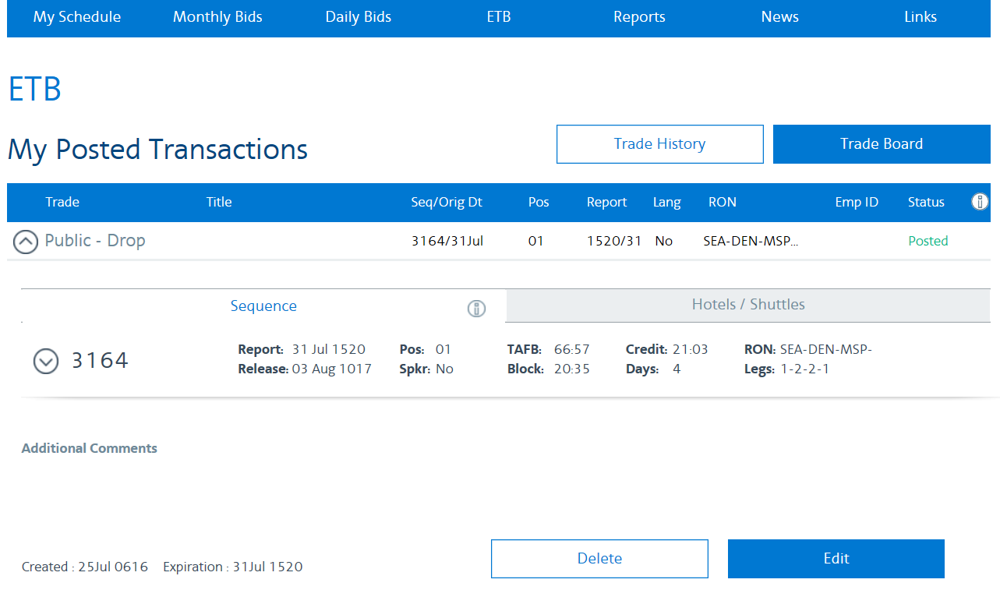 My Schedule Monthly Bids Daily Bids ETB Reports News Links
ETB
My Posted Transactions Trade History Trade Board
Trade Title Seq/Orig Dt Pos Report Lang RON Emp ID Status
Public - Drop 3164/31Jul 01 1520/31 No SEA-DEN-MSP... Posted
Sequence Hotels / Shuttles
3164
Report: 31 Jul 1520 Pos: 01 TAFB: 66:57 Credit: 21:03 RON: SEA-DEN-MSP-
Release: 03 Aug 1017 Spkr: No Block: 20:35 Days: 4 Legs: 1-2-2-1
Additional Comments
Created : 25Jul 0616 Expiration : 31Jul 1520 Delete Edit